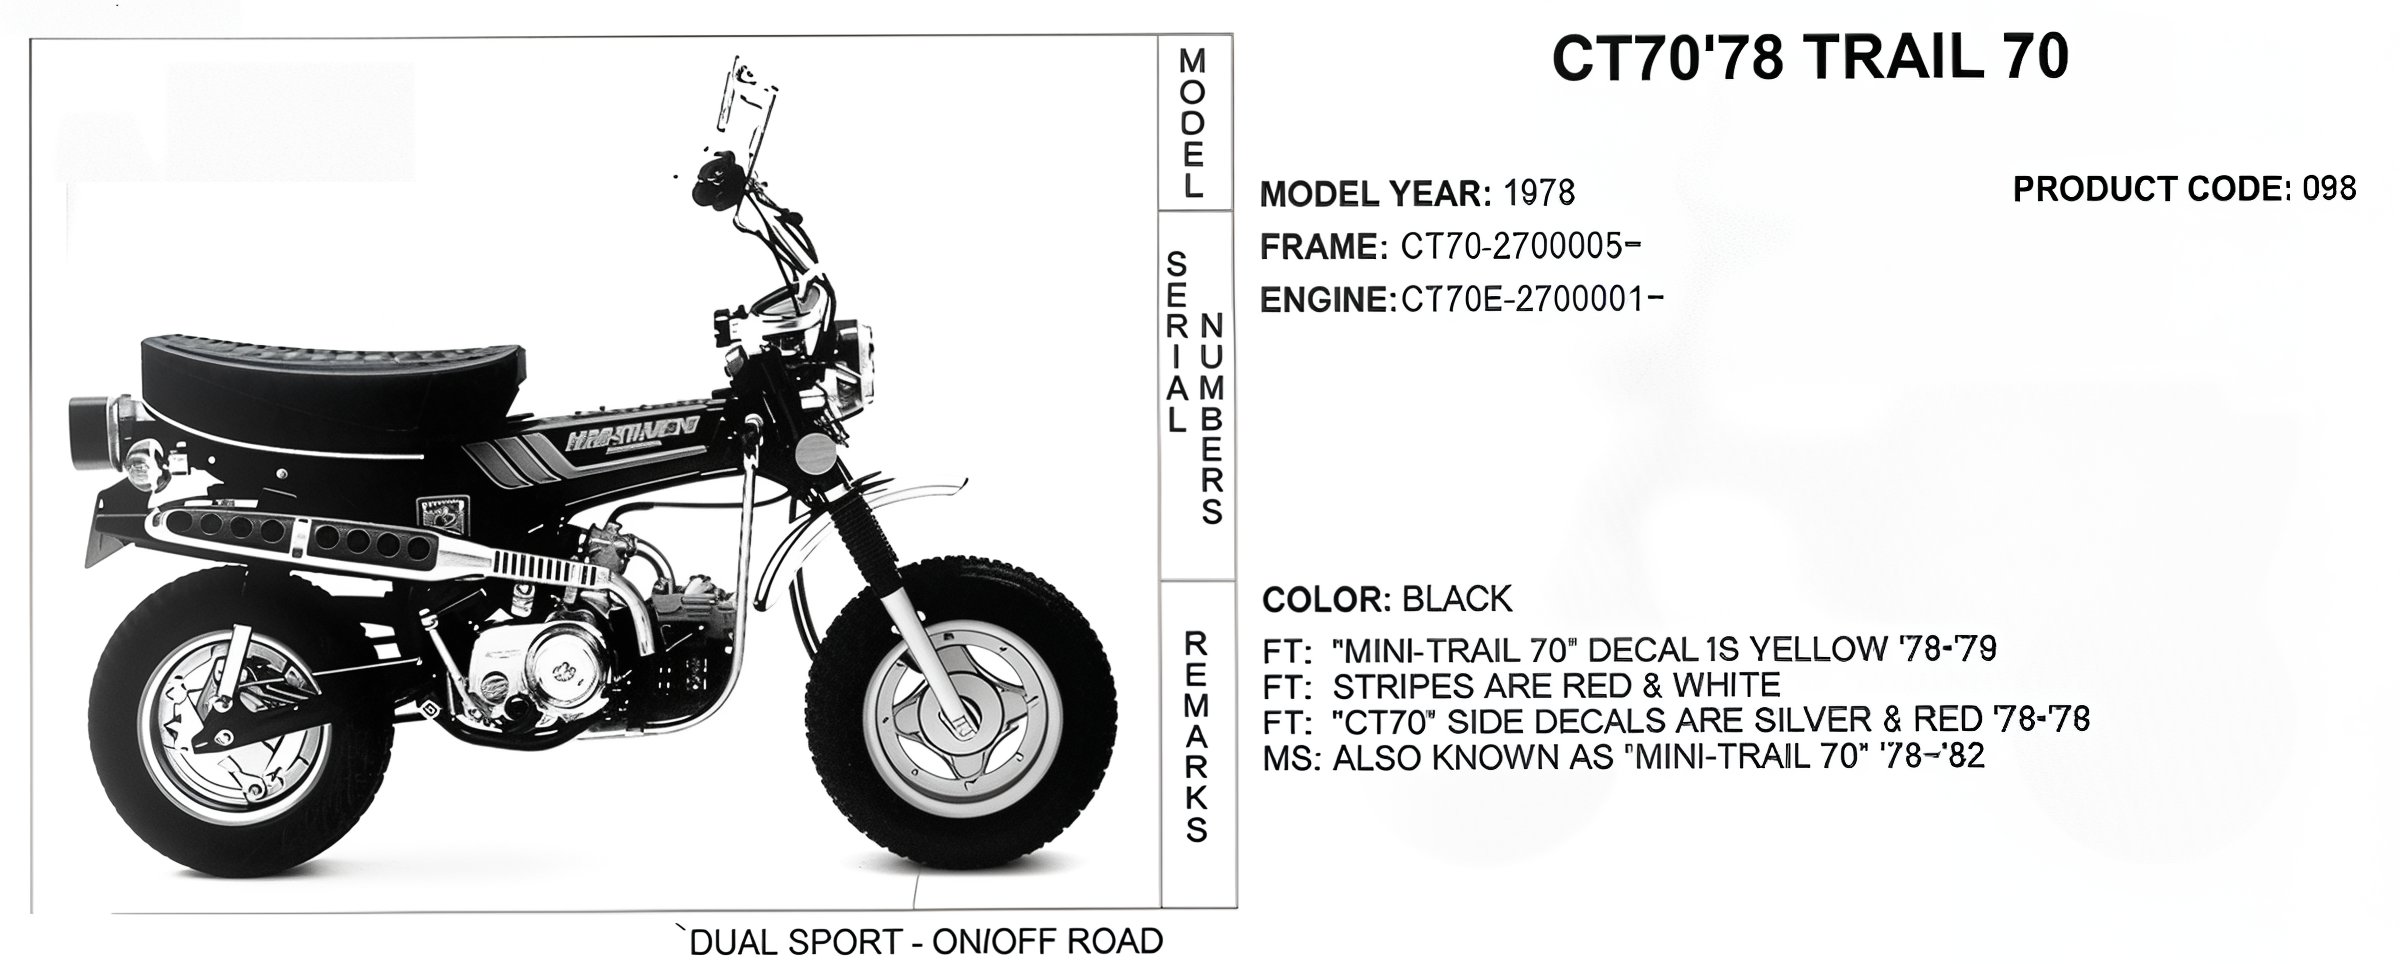 CT70'78 TRAIL 70
MODEL
MODEL YEAR: 1978
PRODUCT CODE: 098
SERIAL NUMBERS
FRAME: CT70-2700005-
ENGINE:CT70E-2700001-
REMARKS
COLOR: BLACK
FT: "MINI-TRAIL 70" DECAL 1S YELLOW '78-'79
FT: STRIPES ARE RED & WHITE
FT: "CT70" SIDE DECALS ARE SILVER & RED '78-'78
MS: ALSO KNOWN AS "MINI-TRAIL 70" '78-'82
`DUAL SPORT - ON/OFF ROAD